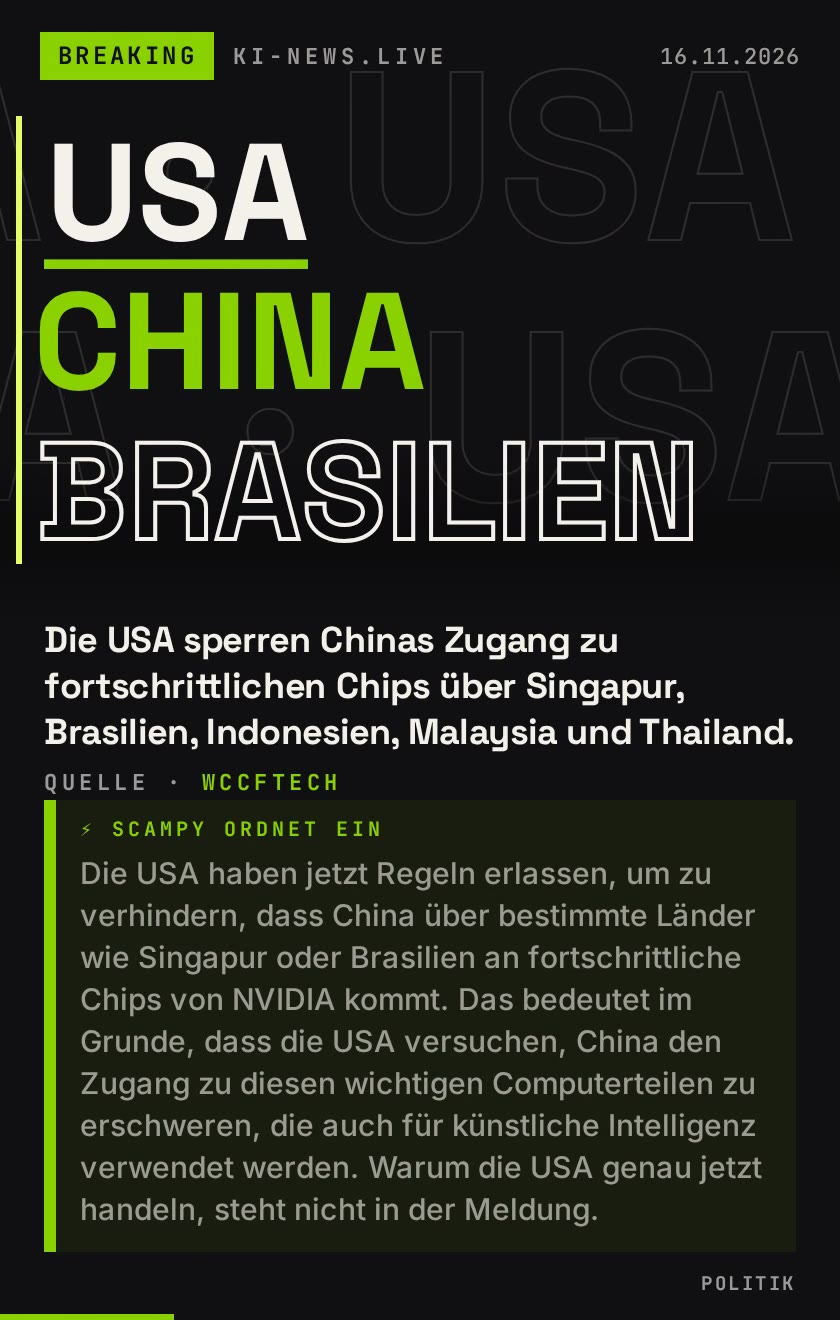 BREAKING KI-NEWS.LIVE 16.11.2026
USA
CHINA
BRASILIEN
A USA
A · USA
Die USA sperren Chinas Zugang zu
fortschrittlichen Chips über Singapur,
Brasilien, Indonesien, Malaysia und Thailand.
QUELLE · WCCFTECH
⚡ SCAMPY ORDNET EIN
Die USA haben jetzt Regeln erlassen, um zu
verhindern, dass China über bestimmte Länder
wie Singapur oder Brasilien an fortschrittliche
Chips von NVIDIA kommt. Das bedeutet im
Grunde, dass die USA versuchen, China den
Zugang zu diesen wichtigen Computerteilen zu
erschweren, die auch für künstliche Intelligenz
verwendet werden. Warum die USA genau jetzt
handeln, steht nicht in der Meldung.
POLITIK